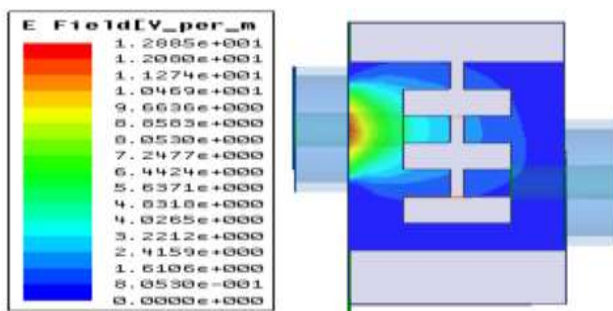 E Field[V_per_m
1.2885e+001
1.2080e+001
1.1274e+001
1.0469e+001
9.6636e+000
8.8583e+000
8.0530e+000
7.2477e+000
6.4424e+000
5.6371e+000
4.8318e+000
4.0265e+000
3.2212e+000
2.4159e+000
1.6106e+000
8.0530e-001
0.0000e+000